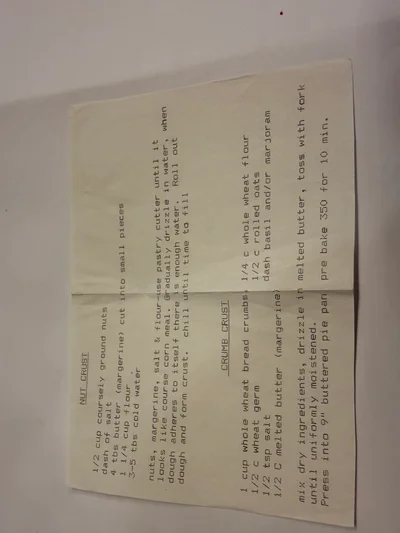 NUT CRUST
1/2 cup coursely ground nuts
dash of salt
4 tbs butter (margerine) cut into small pieces
1 1/4 cup flour
3-5 tbs cold water
nuts, margerine, salt & flour-use pastry cutter until it
looks like course corn meal. Gradually drizzle in water, when
dough adheres to itself there is enough water. Roll out
dough and form crust. chill until time to fill
CRUMB CRUST
1 cup whole wheat bread crumbs, 1/4 c whole wheat flour
1/2 c wheat germ 1/2 c rolled oats
1/2 tsp salt dash basil and/or marjoram
1/2 C melted butter (margerine)
mix dry ingredients, drizzle in melted butter, toss with fork
until uniformly moistened.
Press into 9" buttered pie pan, pre bake 350 for 10 min.